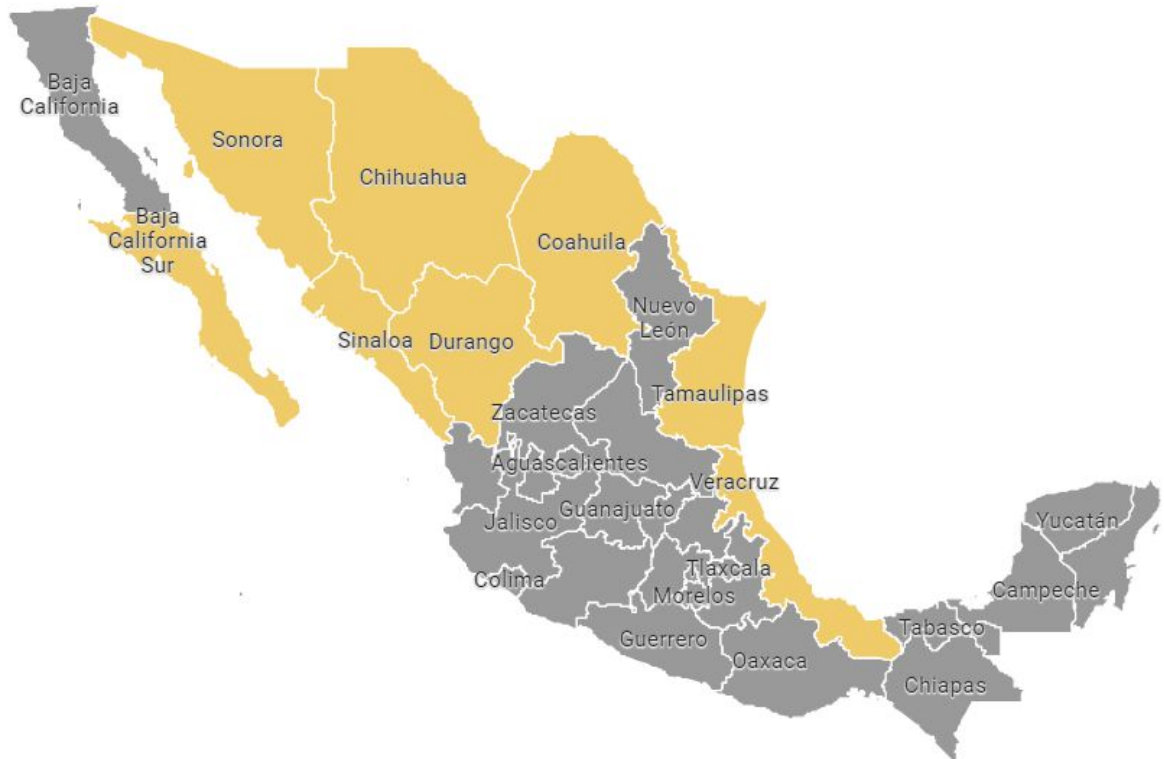 Baja
California
Sonora
Chihuahua
Baja
California
Sur
Coahuila
Nuevo
León
Sinaloa
Durango
Tamaulipas
Zacatecas
Aguascalientes
Veracruz
Guanajuato
Jalisco
Yucatán
Tlaxcala
Colima
Morelos
Campeche
Tabasco
Guerrero
Oaxaca
Chiapas